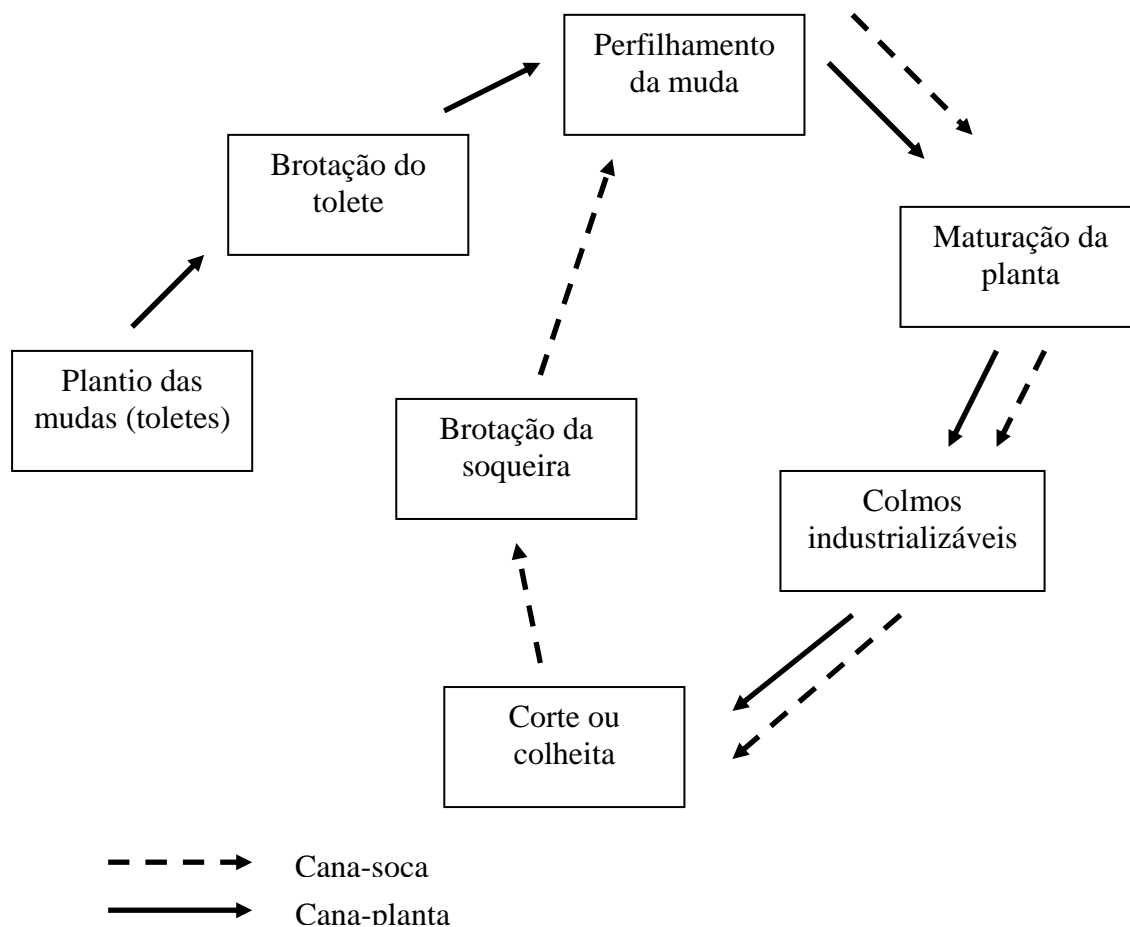 Perfilhamento
da muda
Brotação do
tolete
Maturação da
planta
Plantio das
mudas (toletes)
Brotação da
soqueira
Colmos
industrializáveis
Corte ou
colheita
Cana-soca
Cana-planta